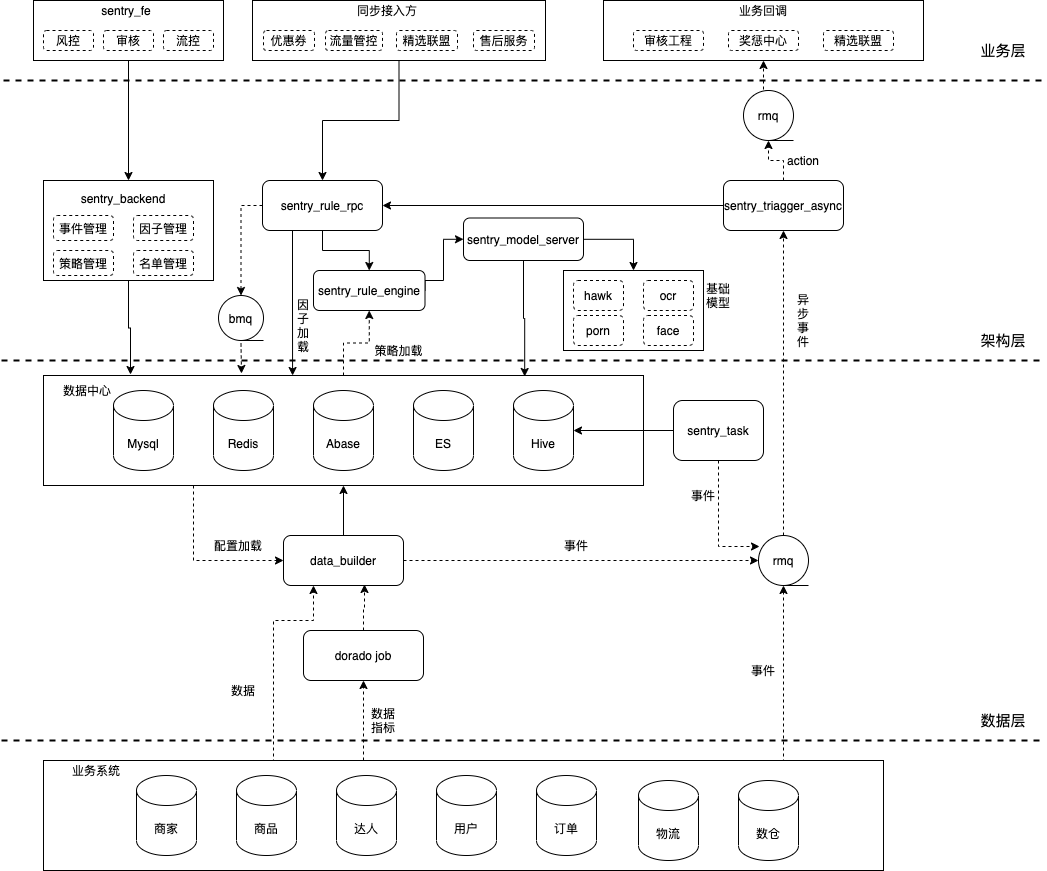 sentry_fe
风控
审核
流控
同步接入方
优惠券
流量管控
精选联盟
售后服务
业务回调
审核工程
奖惩中心
精选联盟
业务层
rmq
action
sentry_backend
事件管理
因子管理
策略管理
名单管理
sentry_rule_rpc
sentry_triagger_async
sentry_model_server
sentry_rule_engine
hawk
ocr
porn
face
基础
模型
bmq
因
子
加
载
异
步
事
件
策略加载
架构层
数据中心
Mysql
Redis
Abase
ES
Hive
sentry_task
事件
配置加载
data_builder
事件
rmq
dorado job
数据
数据
指标
事件
数据层
业务系统
商家
商品
达人
用户
订单
物流
数仓